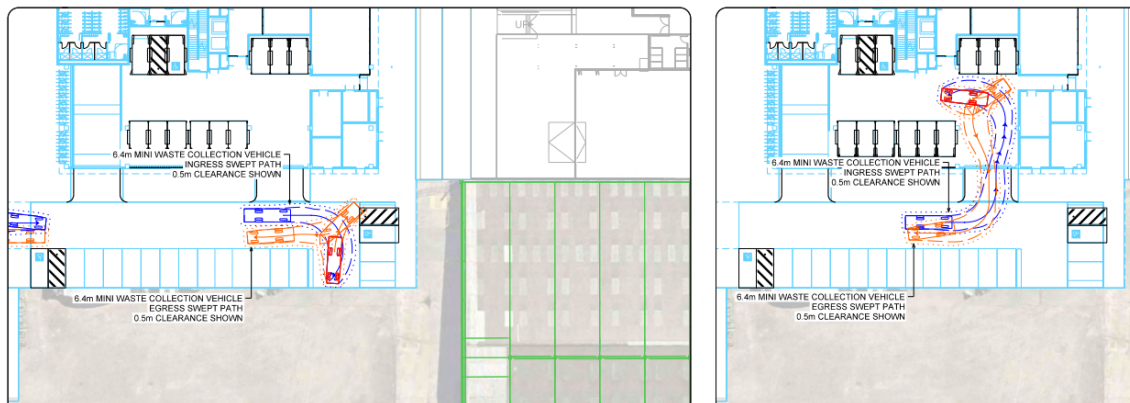 UP
6.4m MINI WASTE COLLECTION VEHICLE
INGRESS SWEPT PATH
0.5m CLEARANCE SHOWN
6.4m MINI WASTE COLLECTION VEHICLE
EGRESS SWEPT PATH
0.5m CLEARANCE SHOWN
6.4m MINI WASTE COLLECTION VEHICLE
INGRESS SWEPT PATH
0.5m CLEARANCE SHOWN
6.4m MINI WASTE COLLECTION VEHICLE
EGRESS SWEPT PATH
0.5m CLEARANCE SHOWN